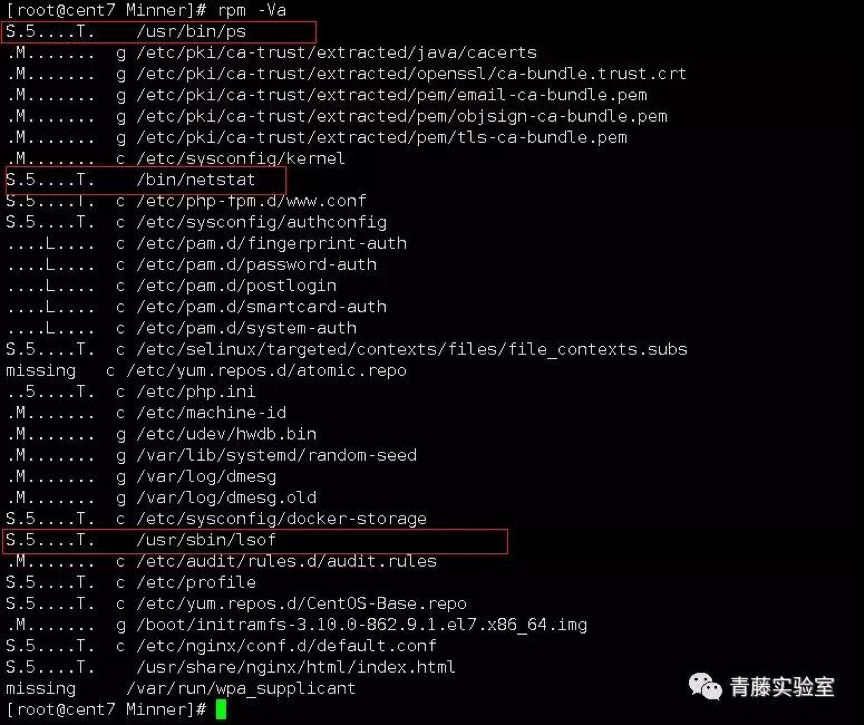 [root@cent7 Minner]# rpm -Va
S.5....T.    /usr/bin/ps
.M.......  g /etc/pki/ca-trust/extracted/java/cacerts
.M.......  g /etc/pki/ca-trust/extracted/openssl/ca-bundle.trust.crt
.M.......  g /etc/pki/ca-trust/extracted/pem/email-ca-bundle.pem
.M.......  g /etc/pki/ca-trust/extracted/pem/objsign-ca-bundle.pem
.M.......  g /etc/pki/ca-trust/extracted/pem/tls-ca-bundle.pem
.M.......  c /etc/sysconfig/kernel
S.5....T.    /bin/netstat
S.5....T.  c /etc/php-fpm.d/www.conf
S.5....T.  c /etc/sysconfig/authconfig
....L....  c /etc/pam.d/fingerprint-auth
....L....  c /etc/pam.d/password-auth
....L....  c /etc/pam.d/postlogin
....L....  c /etc/pam.d/smartcard-auth
....L....  c /etc/pam.d/system-auth
S.5....T.  c /etc/selinux/targeted/contexts/files/file_contexts.subs
missing   c /etc/yum.repos.d/atomic.repo
..5....T.  c /etc/php.ini
.M.......  c /etc/machine-id
.M.......  g /etc/udev/hwdb.bin
.M.......  g /var/lib/systemd/random-seed
.M.......  g /var/log/dmesg
.M.......  g /var/log/dmesg.old
S.5....T.  c /etc/sysconfig/docker-storage
S.5....T.    /usr/sbin/lsof
.M.......  c /etc/audit/rules.d/audit.rules
S.5....T.  c /etc/profile
S.5....T.  c /etc/yum.repos.d/CentOS-Base.repo
.M.......  g /boot/initramfs-3.10.0-862.9.1.el7.x86_64.img
S.5....T.  c /etc/nginx/conf.d/default.conf
S.5....T.    /usr/share/nginx/html/index.html
missing     /var/run/wpa_supplicant
[root@cent7 Minner]#
青藤实验室